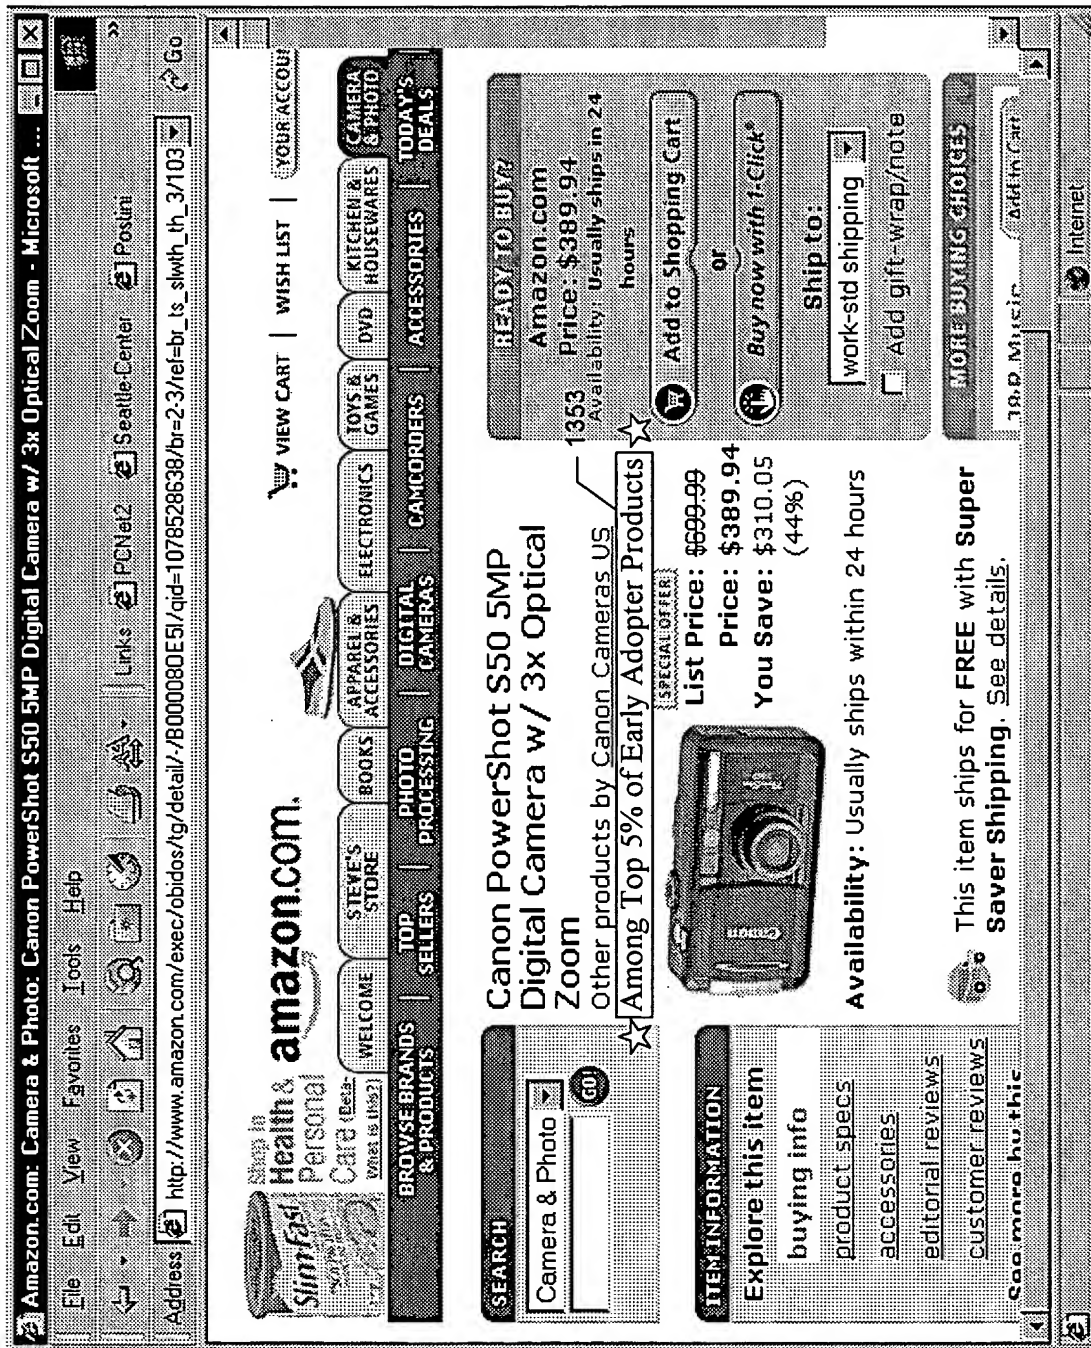 Amazon.com: Camera & Photo: Canon PowerShot S50 5MP Digital Camera w/ 3x Optical Zoom - Microsoft ...
File Edit View Favorites Tools Help
Links PCNet2 Seattle-Center Postini
Address http://www.amazon.com/exec/obidos/tg/detail/-/B00008OE5I/qid=1078528638/br=2-3/ref=br_ts_slwth_th_3/103 Go
Shop in
Health &
Personal
Care (Beta-
What is this?)
SlimFast
amazon.com.
VIEW CART | WISH LIST | YOUR ACCOU
WELCOME
STEVE'S
STORE
BOOKS
APPAREL &
ACCESSORIES
ELECTRONICS
TOYS &
GAMES
DVD
KITCHEN &
HOUSEWARES
CAMERA
& PHOTO
BROWSE BRANDS
& PRODUCTS
TOP
SELLERS
PHOTO
PROCESSING
DIGITAL
CAMERAS
CAMCORDERS
ACCESSORIES
TODAY'S
DEALS
SEARCH
Camera & Photo
GO!
ITEM INFORMATION
Explore this item
buying info
product specs
accessories
editorial reviews
customer reviews
See more by this
Canon PowerShot S50 5MP
Digital Camera w/ 3x Optical
Zoom
Other products by Canon Cameras US
1353
Among Top 5% of Early Adopter Products
SPECIAL OFFER
List Price: $699.99
Price: $389.94
You Save: $310.05
(44%)
Canon
Availability: Usually ships within 24 hours
This item ships for FREE with Super
Saver Shipping. See details.
READY TO BUY?
Amazon.com
Price: $389.94
Availability: Usually ships in 24
hours
Add to Shopping Cart
or
Buy now with 1-Click®
Ship to:
work-std shipping
Add gift-wrap/note
MORE BUYING CHOICES
J&R Music
Add to Cart
Internet